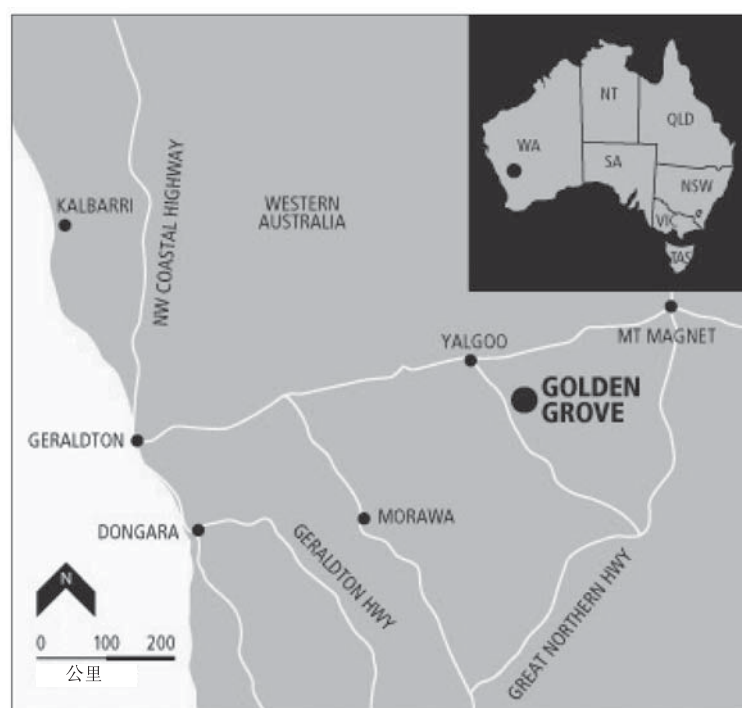 NT
QLD
WA
SA
NSW
VIC
TAS
KALBARRI
NW COASTAL HIGHWAY
WESTERN
AUSTRALIA
YALGOO
MT MAGNET
GOLDEN
GROVE
GERALDTON
MORAWA
DONGARA
GERALDTON HWY
GREAT NORTHERN HWY
N
0 100 200
公里